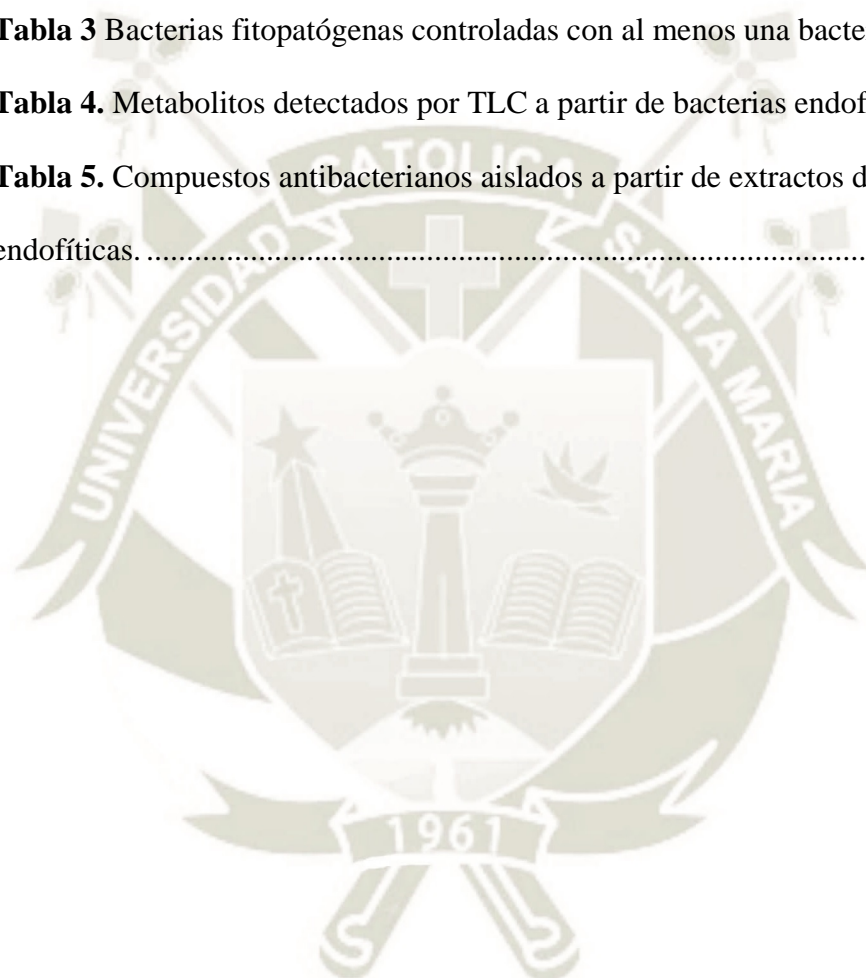 Tabla 3 Bacterias fitopatógenas controladas con al menos una bacte
Tabla 4. Metabolitos detectados por TLC a partir de bacterias endof
Tabla 5. Compuestos antibacterianos aislados a partir de extractos d
endofíticas. ..........................................................................................
UNIVERSIDAD CATOLICA SANTA MARIA
1961